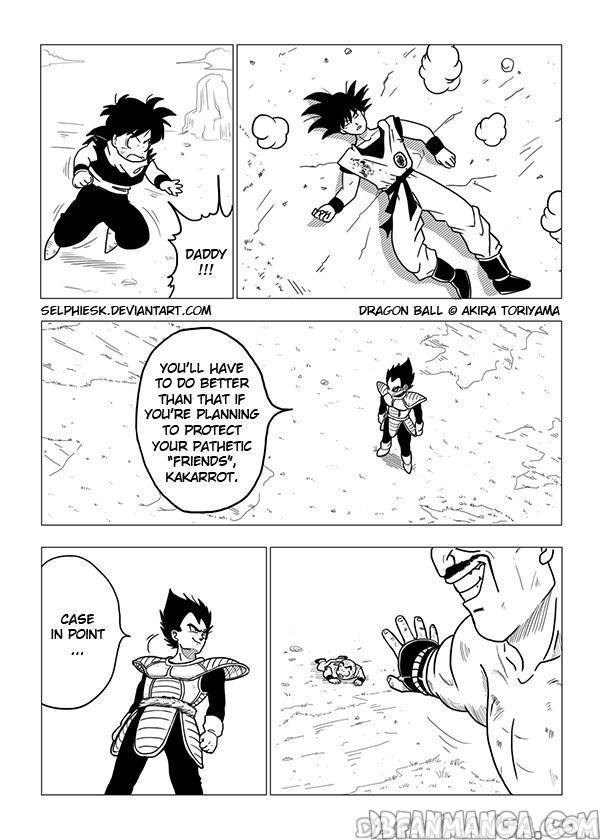 DADDY
!!!
SELPHIESK.DEVIANTART.COM
DRAGON BALL © AKIRA TORIYAMA
YOU'LL HAVE
TO DO BETTER
THAN THAT IF
YOU'RE PLANNING
TO PROTECT
YOUR PATHETIC
"FRIENDS",
KAKARROT.
CASE
IN POINT
...
DBFANMANGA.COM